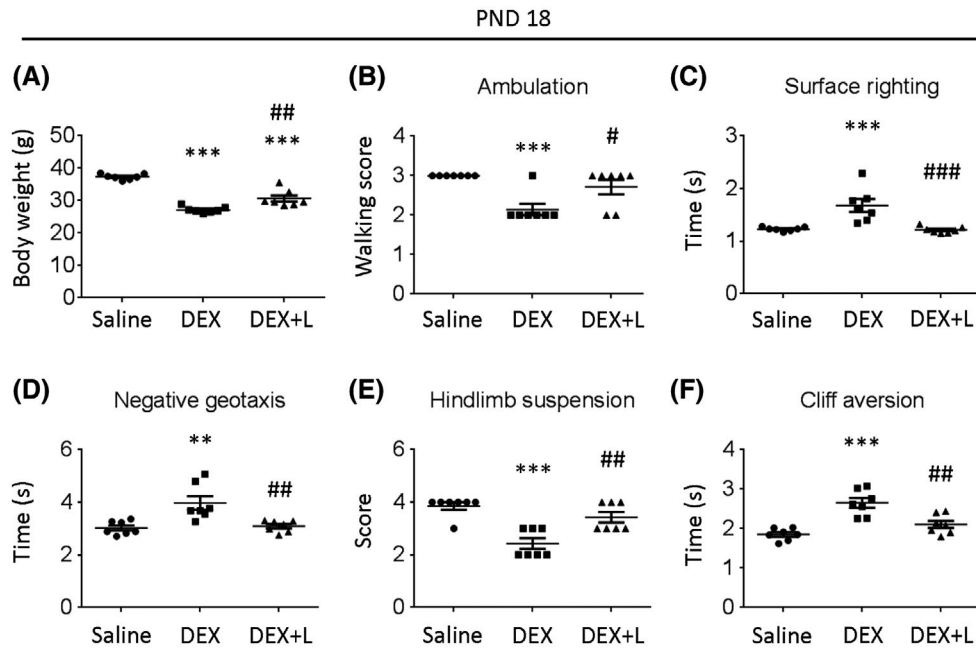 PND 18
(A)
##
*** ***
Body weight (g)
50
40
30
20
10
0
Saline DEX DEX+L
(B)
Ambulation
***
#
Walking score
4
3
2
1
0
Saline DEX DEX+L
(C)
Surface righting
***
###
Time (s)
3
2
1
0
Saline DEX DEX+L
(D)
Negative geotaxis
**
##
Time (s)
6
4
2
0
Saline DEX DEX+L
(E)
Hindlimb suspension
***
##
Score
6
4
2
0
Saline DEX DEX+L
(F)
Cliff aversion
***
##
Time (s)
4
3
2
1
0
Saline DEX DEX+L